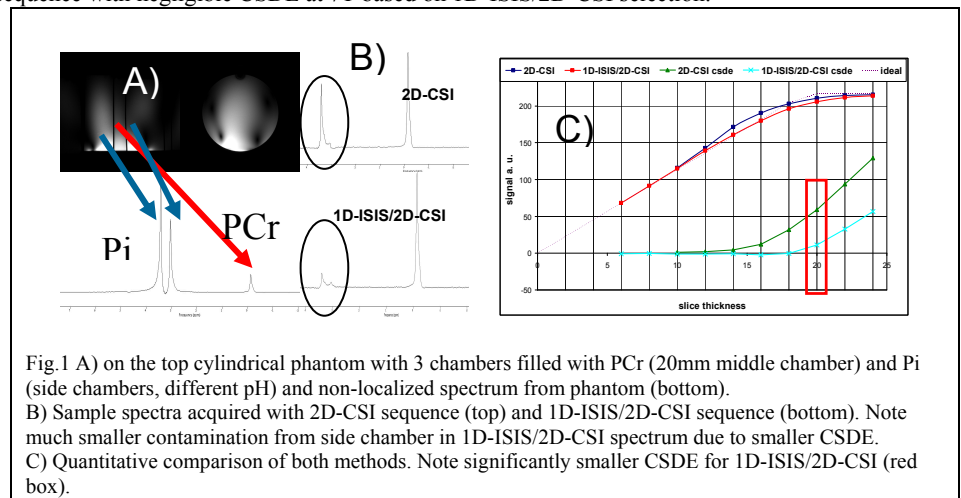 sequence with negligible CSDE at 7T based on 1D-ISIS/2D-CSI selection.
A)
B)
2D-CSI
Pi
PCr
1D-ISIS/2D-CSI
2D-CSI 1D-ISIS/2D-CSI 2D-CSI csde 1D-ISIS/2D-CSI csde ideal
C)
signal a. u.
200
150
100
50
0
-50
0 5 10 15 20 25
slice thickness
Fig.1 A) on the top cylindrical phantom with 3 chambers filled with PCr (20mm middle chamber) and Pi
(side chambers, different pH) and non-localized spectrum from phantom (bottom).
B) Sample spectra acquired with 2D-CSI sequence (top) and 1D-ISIS/2D-CSI sequence (bottom). Note
much smaller contamination from side chamber in 1D-ISIS/2D-CSI spectrum due to smaller CSDE.
C) Quantitative comparison of both methods. Note significantly smaller CSDE for 1D-ISIS/2D-CSI (red
box).